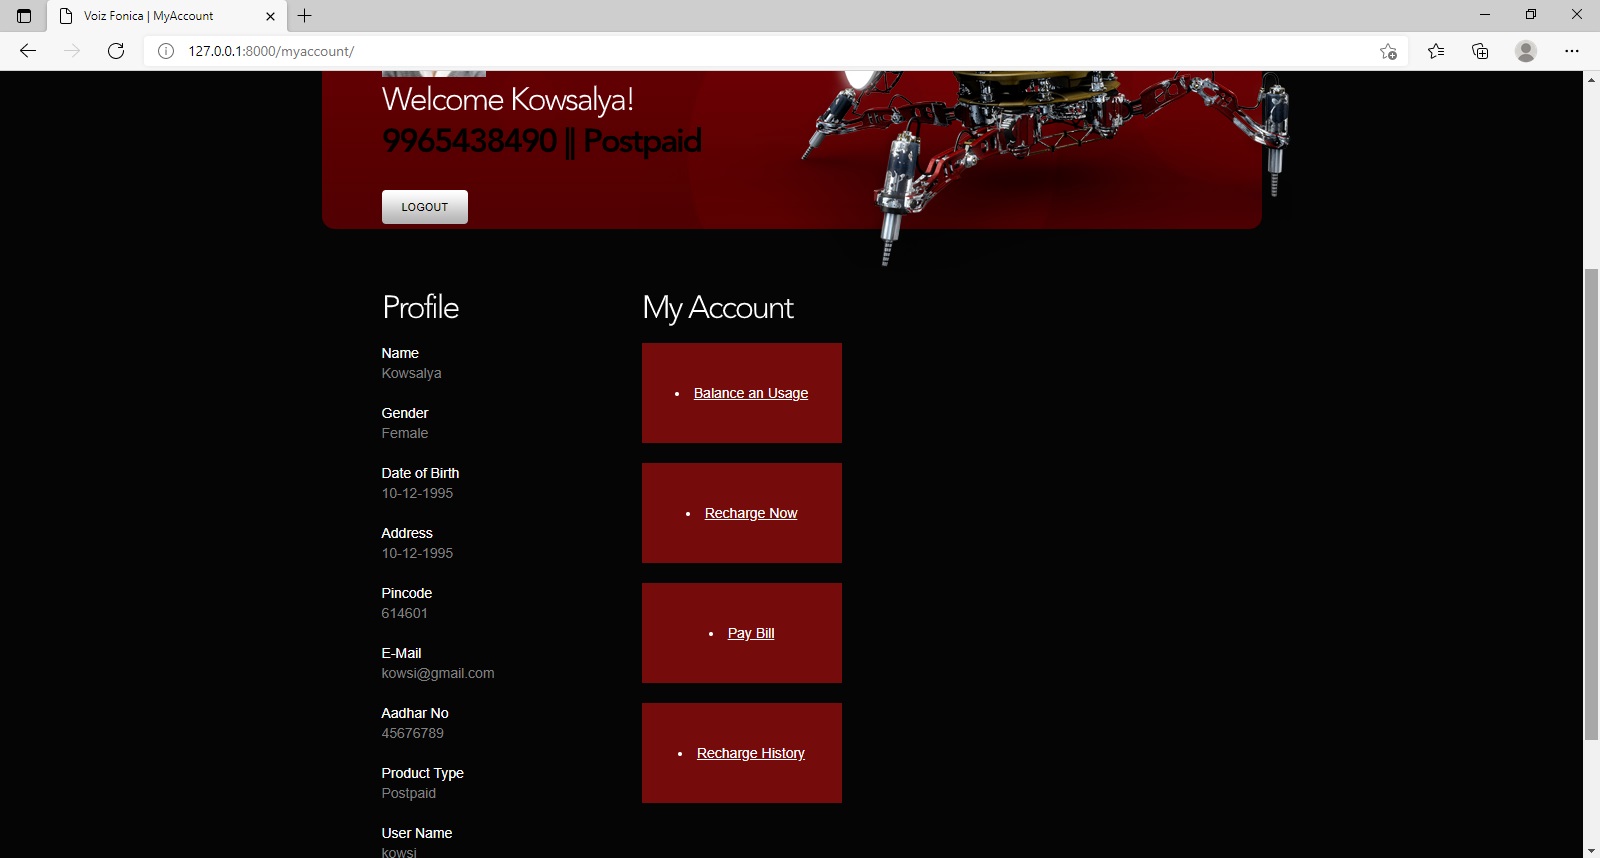 Voiz Fonica | MyAccount
127.0.0.1:8000/myaccount/
Welcome Kowsalya!
9965438490 || Postpaid
LOGOUT
Profile
Name
Kowsalya
Gender
Female
Date of Birth
10-12-1995
Address
10-12-1995
Pincode
614601
E-Mail
kowsi@gmail.com
Aadhar No
45676789
Product Type
Postpaid
User Name
kowsi
My Account
• Balance an Usage
• Recharge Now
• Pay Bill
• Recharge History